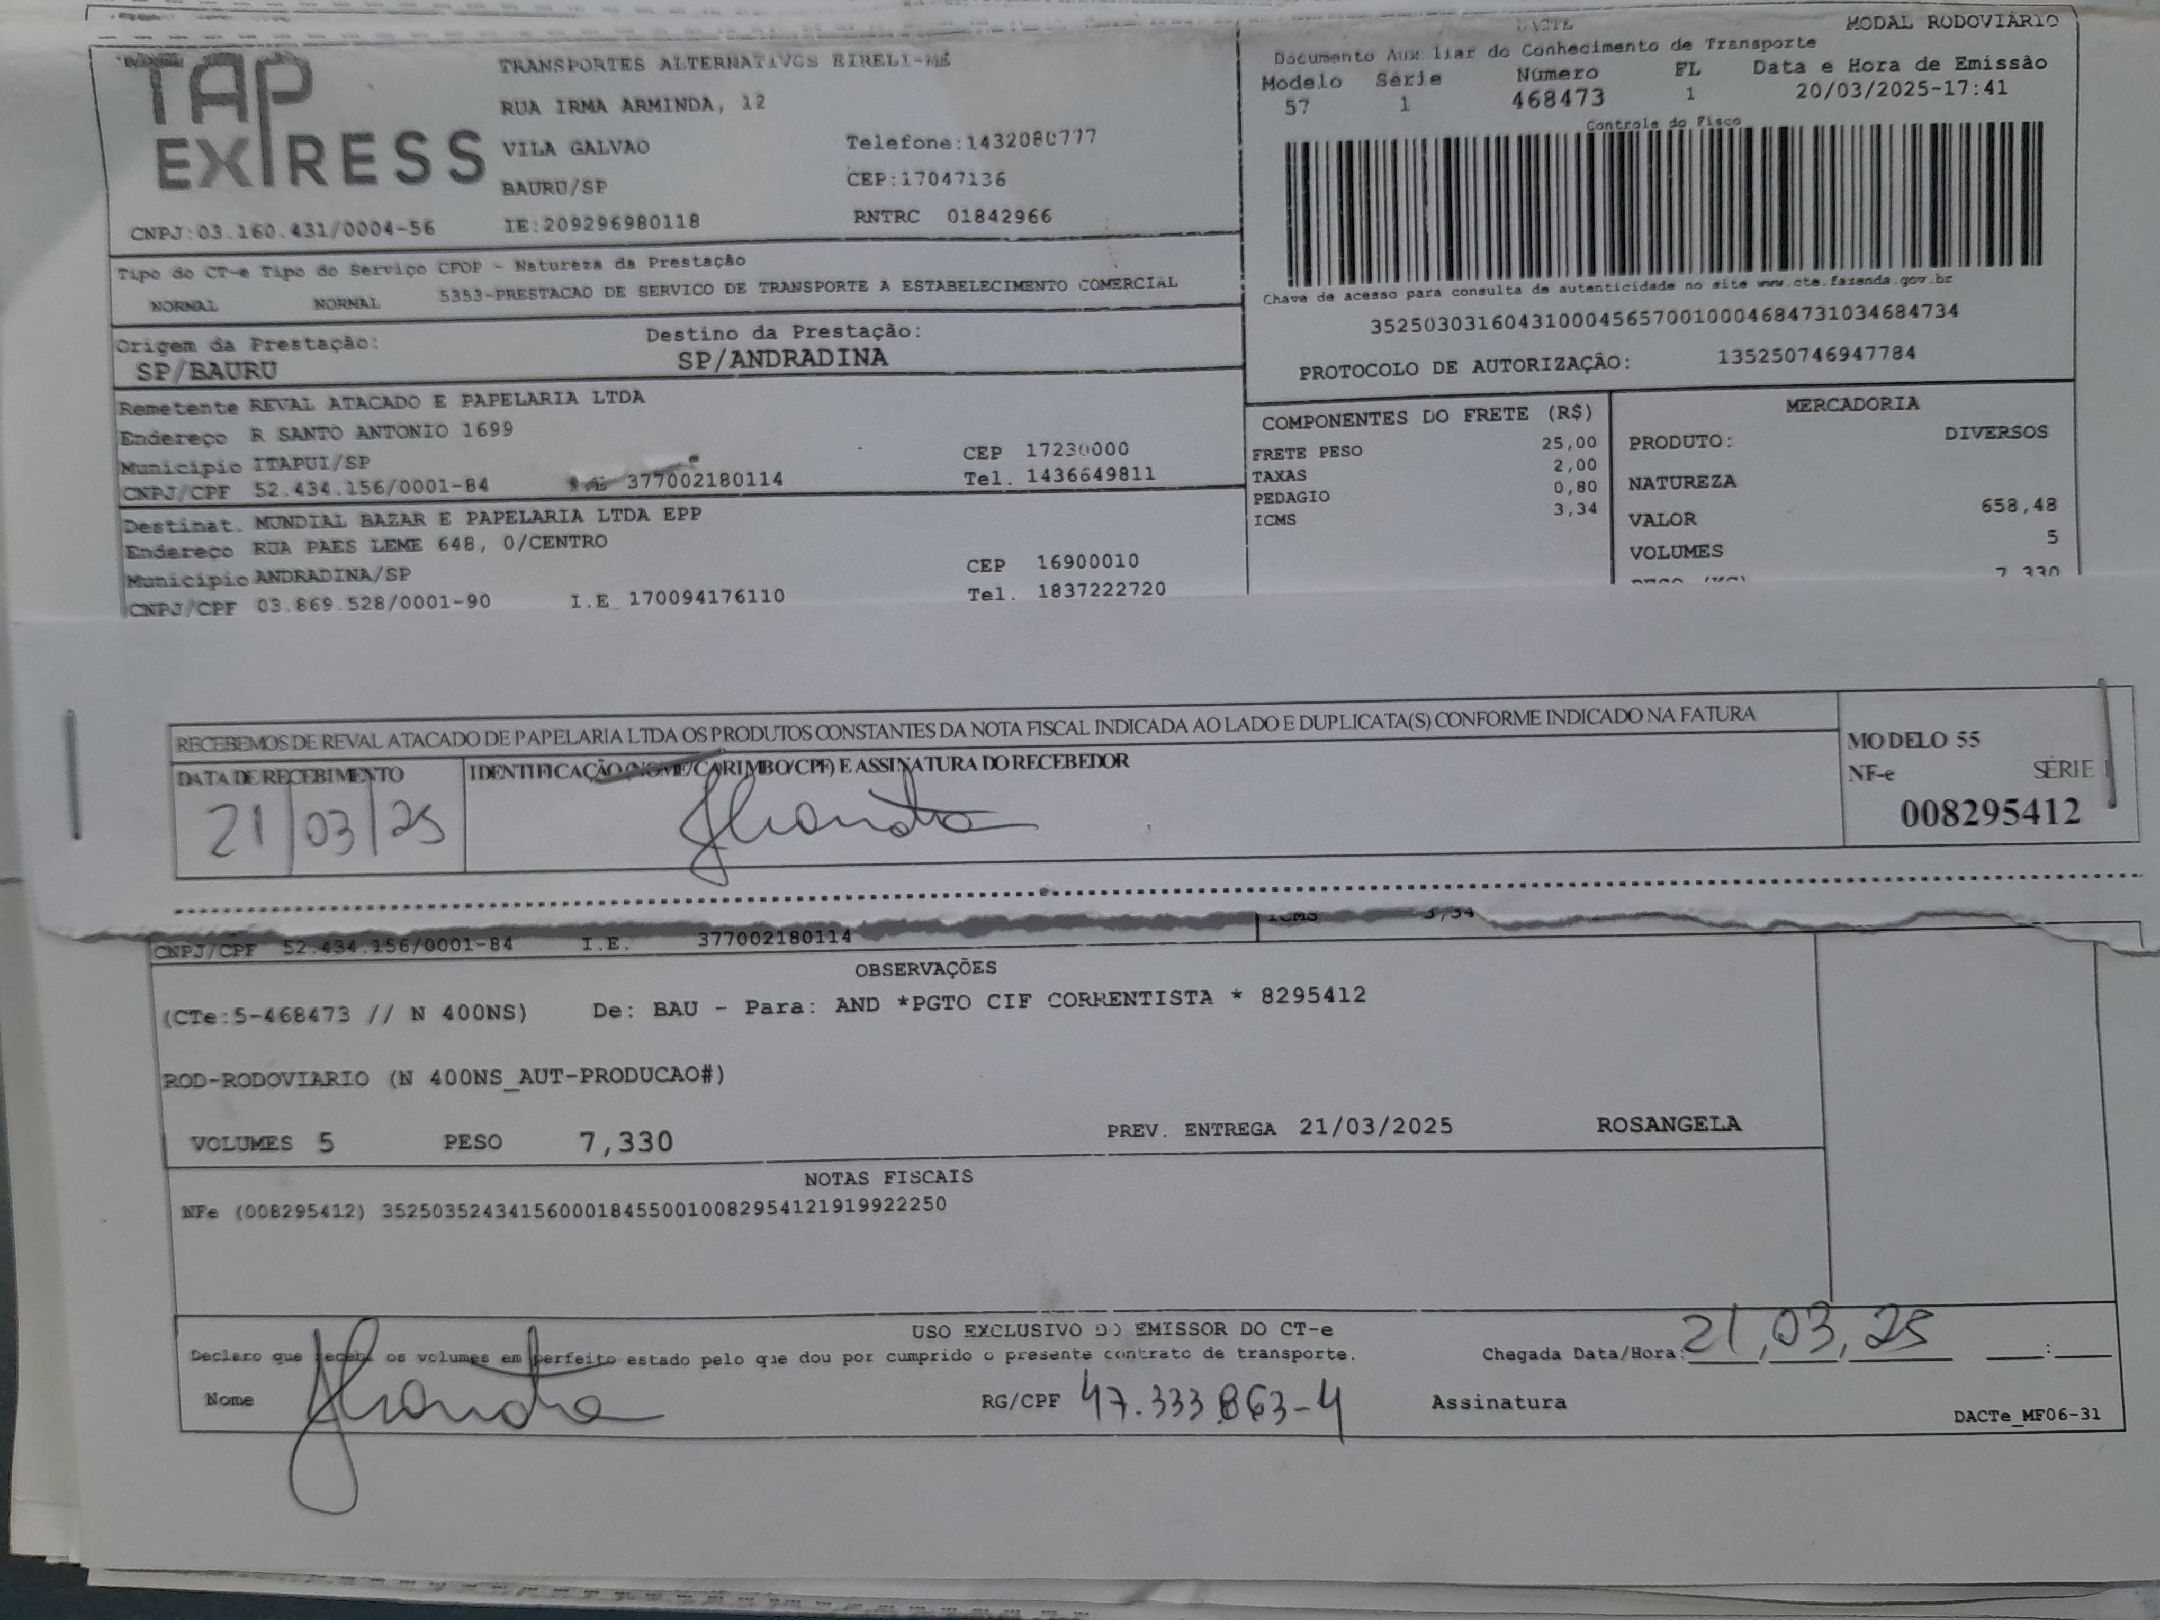 TAP EXPRESS
TRANSPORTES ALTERNATIVOS EIRELI-ME
RUA IRMA ARMINDA, 12
VILA GALVAO Telefone:1432080777
BAURU/SP CEP:17047136
CNPJ:03.160.431/0004-56 IE:209296980118 RNTRC 01842966
DACTE MODAL RODOVIÁRIO
Documento Auxiliar do Conhecimento de Transporte
Modelo Série Número FL Data e Hora de Emissão
57 1 468473 1 20/03/2025-17:41
Controle do Fisco
Chave de acesso para consulta de autenticidade no site www.cte.fazenda.gov.br
35250303160431000456570010004684731034684734
PROTOCOLO DE AUTORIZAÇÃO: 135250746947784
Tipo do CT-e Tipo do Serviço CFOP - Natureza da Prestação
NORMAL NORMAL 5353-PRESTACAO DE SERVICO DE TRANSPORTE A ESTABELECIMENTO COMERCIAL
Origem da Prestação: Destino da Prestação:
SP/BAURU SP/ANDRADINA
Remetente REVAL ATACADO E PAPELARIA LTDA
Endereço R SANTO ANTONIO 1699
Município ITAPUI/SP CEP 17230000
CNPJ/CPF 52.434.156/0001-84 377002180114 Tel. 1436649811
Destinat. MUNDIAL BAZAR E PAPELARIA LTDA EPP
Endereço RUA PAES LEME 648, 0/CENTRO
Município ANDRADINA/SP CEP 16900010
CNPJ/CPF 03.869.528/0001-90 I.E 170094176110 Tel. 1837222720
COMPONENTES DO FRETE (R$)
FRETE PESO 25,00
TAXAS 2,00
PEDAGIO 0,80
ICMS 3,34
MERCADORIA
PRODUTO: DIVERSOS
NATUREZA
VALOR 658,48
VOLUMES 5
PESO (KG) 7,330
RECEBEMOS DE REVAL ATACADO DE PAPELARIA LTDA OS PRODUTOS CONSTANTES DA NOTA FISCAL INDICADA AO LADO E DUPLICATA(S) CONFORME INDICADO NA FATURA
DATA DE RECEBIMENTO IDENTIFICAÇÃO (NOME/CARIMBO/CPF) E ASSINATURA DO RECEBEDOR
21/03/25
MODELO 55
NF-e SÉRIE 1
008295412
ICMS 3,34
CNPJ/CPF 52.434.156/0001-84 I.E. 377002180114
OBSERVAÇÕES
(CTe:5-468473 // N 400NS) De: BAU - Para: AND *PGTO CIF CORRENTISTA * 8295412
ROD-RODOVIARIO (N 400NS_AUT-PRODUCAO#)
VOLUMES 5 PESO 7,330 PREV. ENTREGA 21/03/2025 ROSANGELA
NOTAS FISCAIS
NFe (008295412) 35250352434156000184550010082954121919922250
USO EXCLUSIVO DO EMISSOR DO CT-e
Declaro que recebi os volumes em perfeito estado pelo que dou por cumprido o presente contrato de transporte. Chegada Data/Hora: 21,03,25 :
Nome RG/CPF 47.333.863-4 Assinatura
DACTe_MF06-31